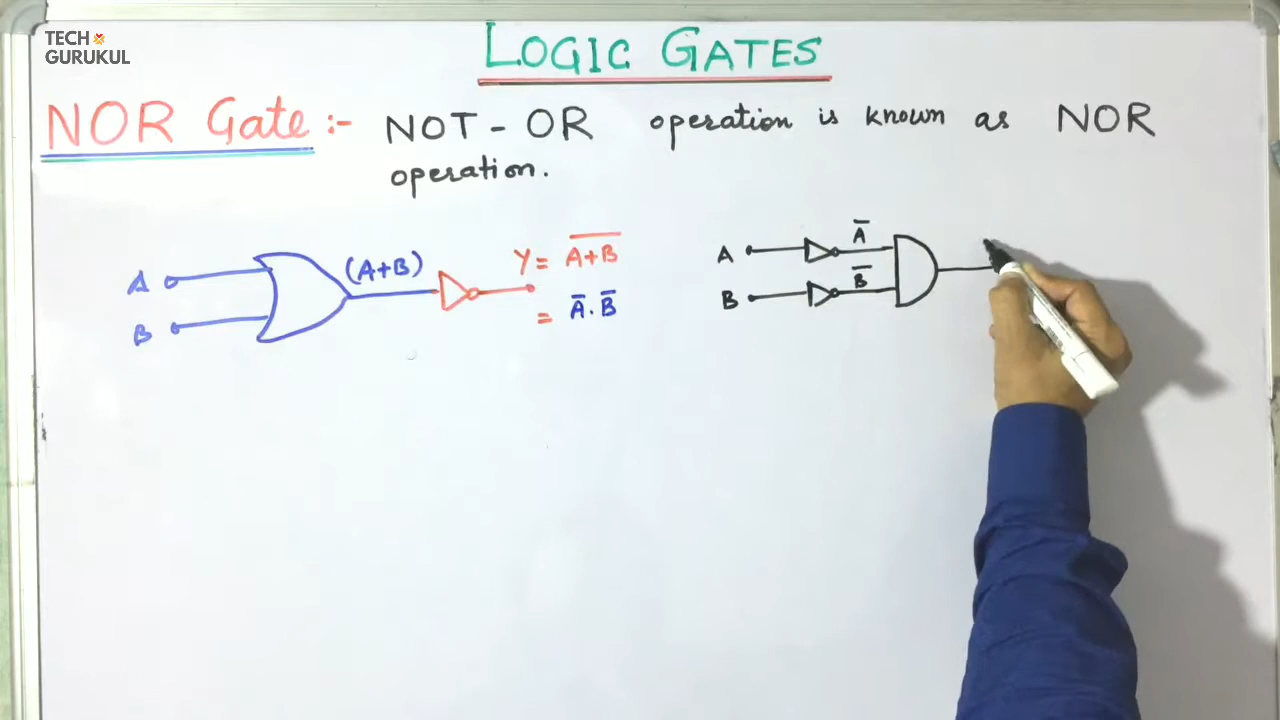 TECH
GURUKUL
LOGIC GATES
NOR Gate :- NOT - OR operation is known as NOR
operation.
A
B
(A+B)
Y = A̅+̅B̅
= A̅.B̅
A
B
A̅
B̅